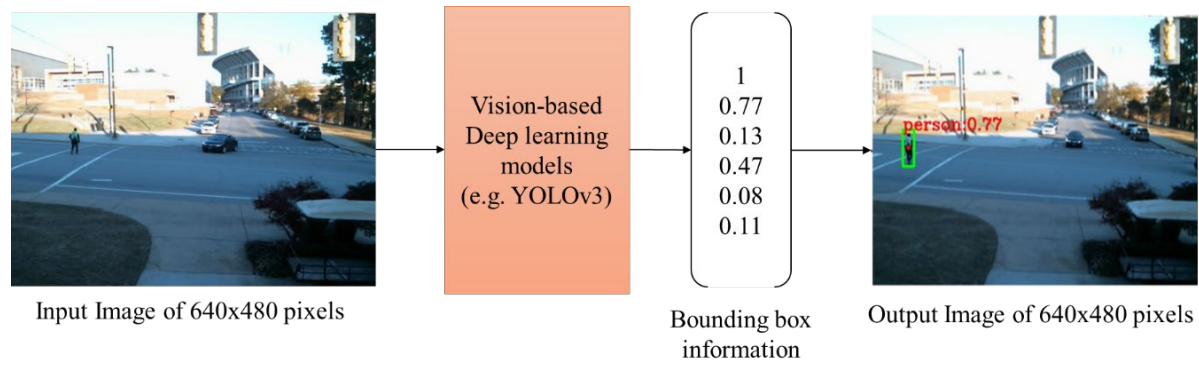 Vision-based
Deep learning
models
(e.g. YOLOv3)
1
0.77
0.13
0.47
0.08
0.11
person:0.77
Input Image of 640x480 pixels
Bounding box
information
Output Image of 640x480 pixels